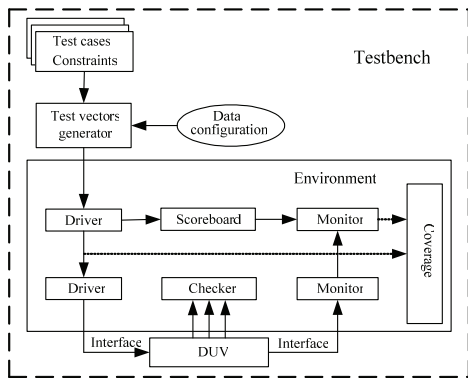 Test cases
Constraints
Testbench
Test vectors
generator
Data
configuration
Environment
Driver
Scoreboard
Monitor
Coverage
Driver
Checker
Monitor
Interface
DUV
Interface